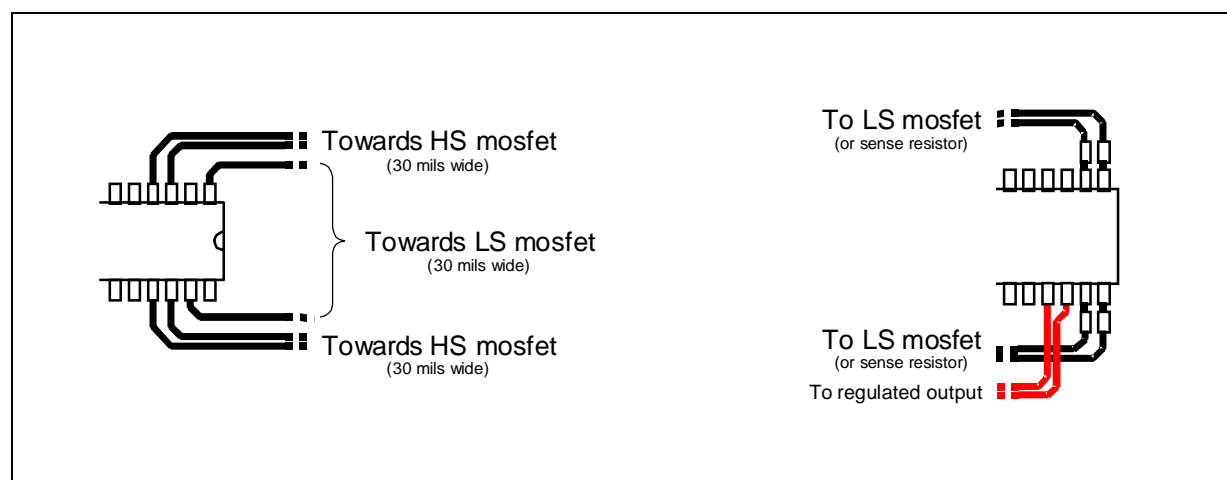 Towards HS mosfet
(30 mils wide)
Towards LS mosfet
(30 mils wide)
Towards HS mosfet
(30 mils wide)
To LS mosfet
(or sense resistor)
To LS mosfet
(or sense resistor)
To regulated output